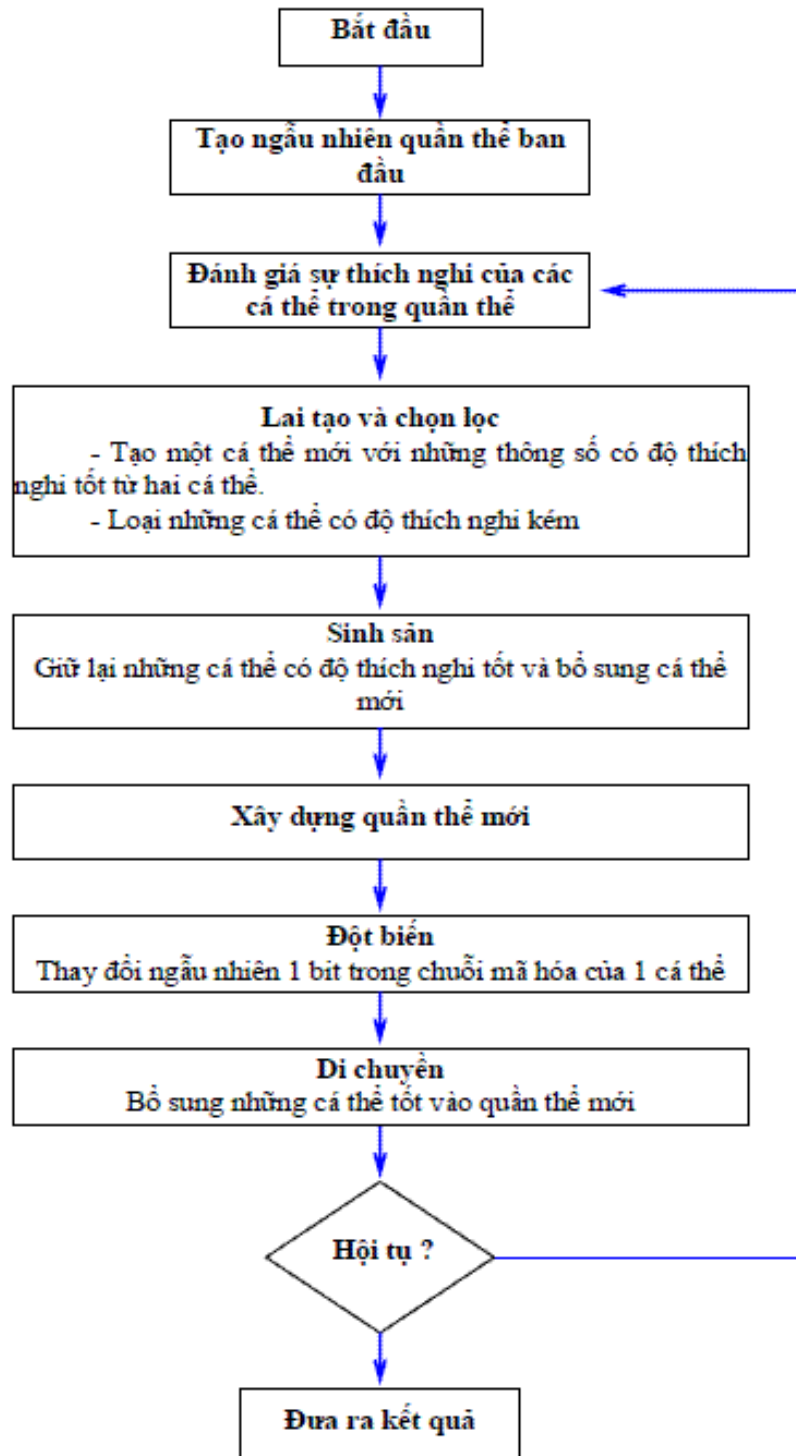 Bắt đầu
Tạo ngẫu nhiên quần thể ban
đầu
Đánh giá sự thích nghi của các
cá thể trong quần thể
Lai tạo và chọn lọc
- Tạo một cá thể mới với những thông số có độ thích
nghi tốt từ hai cá thể.
- Loại những cá thể có độ thích nghi kém
Sinh sản
Giữ lại những cá thể có độ thích nghi tốt và bổ sung cá thể
mới
Xây dựng quần thể mới
Đột biến
Thay đổi ngẫu nhiên 1 bit trong chuỗi mã hóa của 1 cá thể
Di chuyển
Bổ sung những cá thể tốt vào quần thể mới
Hội tụ ?
Đưa ra kết quả